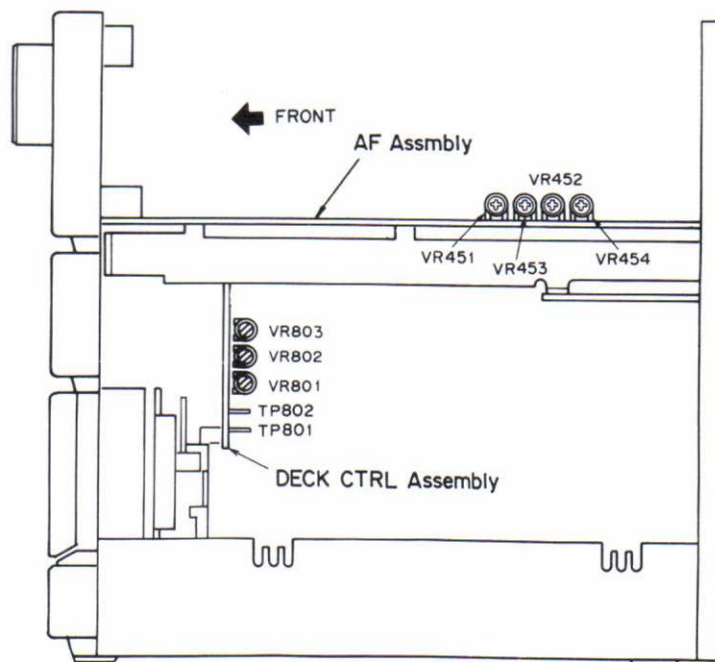 FRONT
AF Assmbly
VR452
VR451
VR453
VR454
VR803
VR802
VR801
TP802
TP801
DECK CTRL Assembly